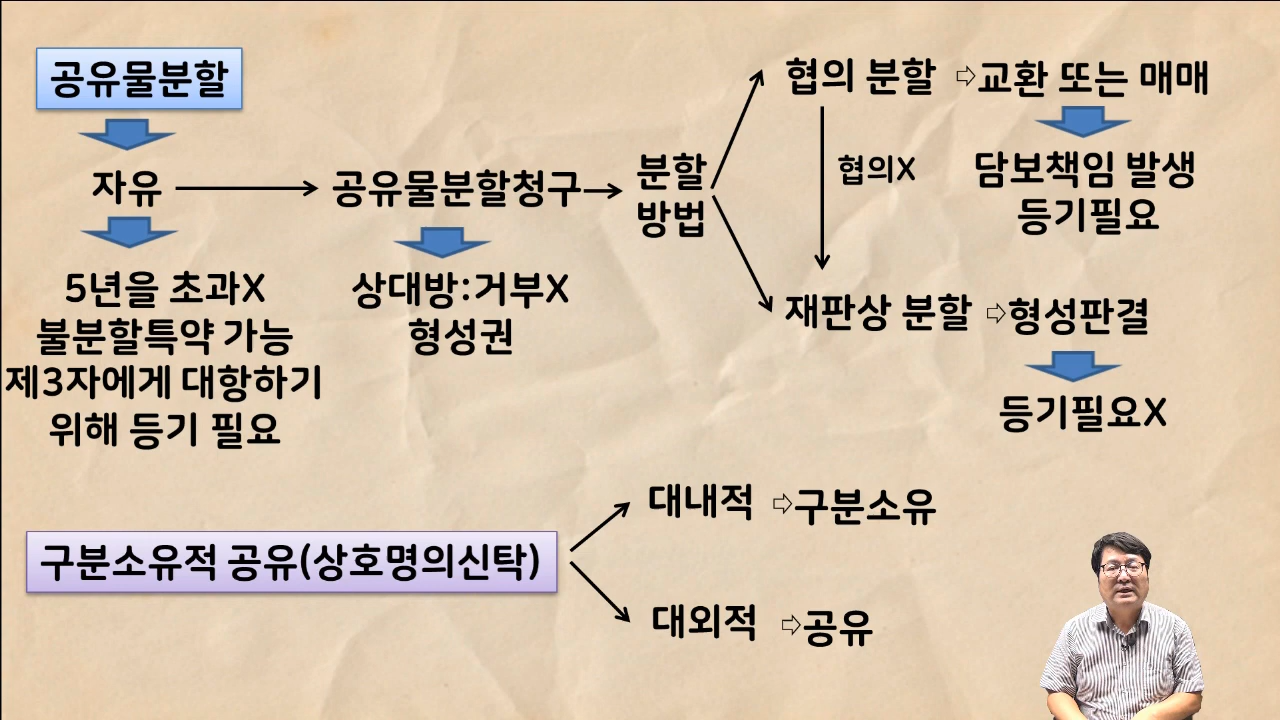 공유물분할
자유
5년을 초과X
불분할특약 가능
제3자에게 대항하기
위해 등기 필요
공유물분할청구
상대방:거부X
형성권
분할
방법
협의 분할 ⇨교환 또는 매매
협의X
담보책임 발생
등기필요
재판상 분할 ⇨형성판결
등기필요X
구분소유적 공유(상호명의신탁)
대내적 ⇨구분소유
대외적 ⇨공유